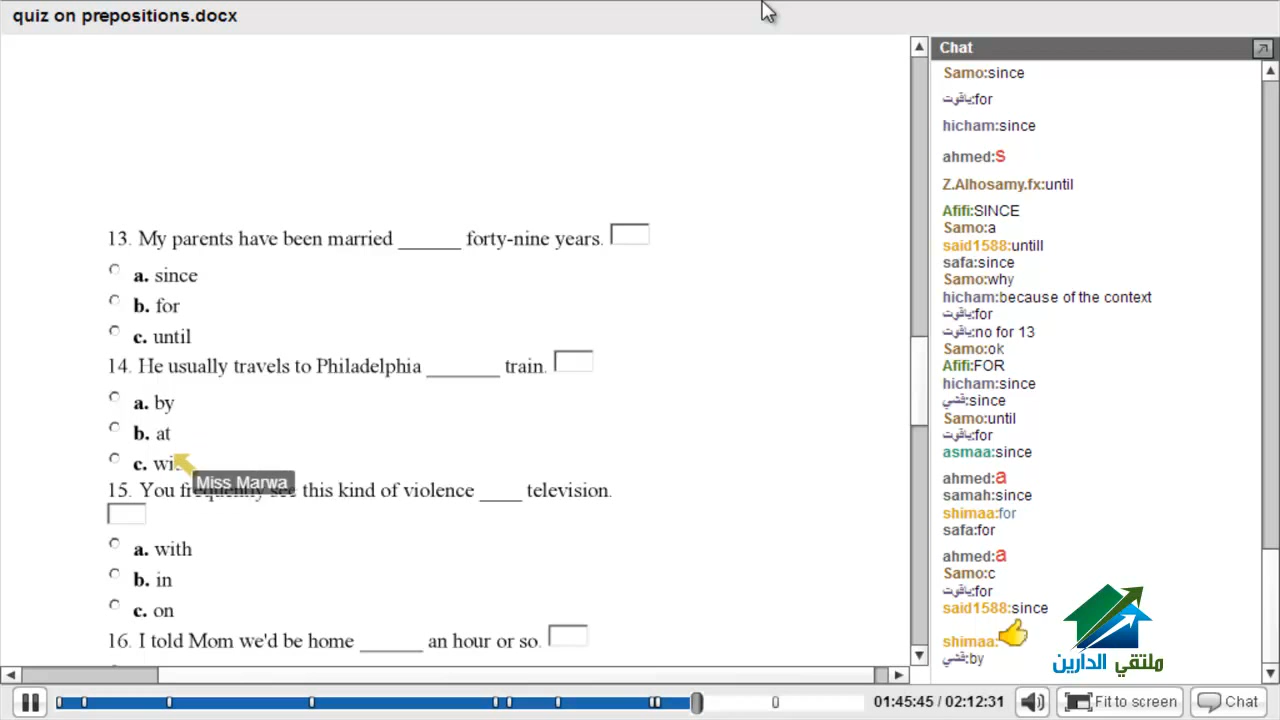 quiz on prepositions.docx
13. My parents have been married ______ forty-nine years.
a. since
b. for
c. until
14. He usually travels to Philadelphia _______ train.
a. by
b. at
c.
Miss Marwa
15. You frequently see this kind of violence ____ television.
a. with
b. in
c. on
16. I told Mom we'd be home ______ an hour or so.
Chat
Samo:since
ياقوت:for
hicham:since
ahmed:S
Z.Alhosamy.fx:until
Afifi:SINCE
Samo:a
said1588:untill
safa:since
Samo:why
hicham:because of the context
ياقوت:for
ياقوت:no for 13
Samo:ok
Afifi:FOR
hicham:since
قصي:since
Samo:until
ياقوت:for
asmaa:since
ahmed:a
samah:since
shimaa:for
safa:for
ahmed:a
Samo:c
ياقوت:for
said1588:since
shimaa:
قصي:by
ملتقي الدارين
01:45:45 / 02:12:31
Fit to screen
Chat